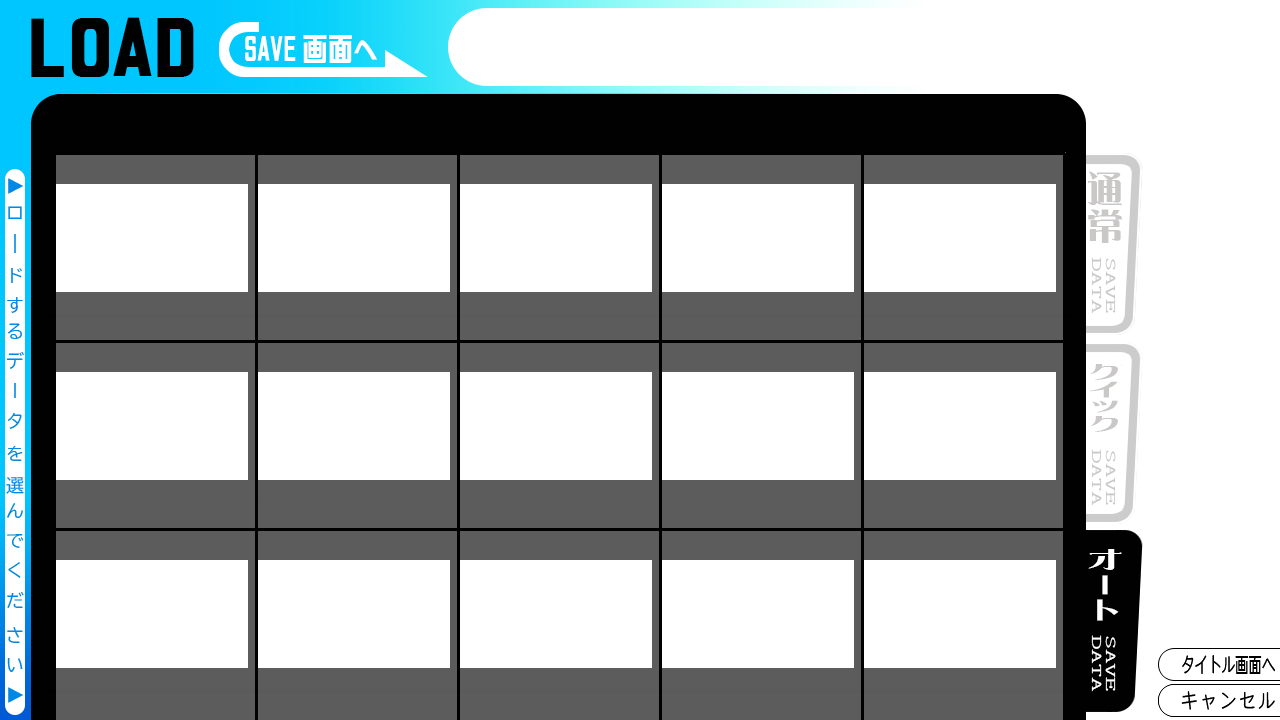 LOAD
SAVE 画面へ
▶ロードするデータを選んでください▶
通常
SAVE
DATA
クイック
SAVE
DATA
オート
SAVE
DATA
タイトル画面へ
キャンセル